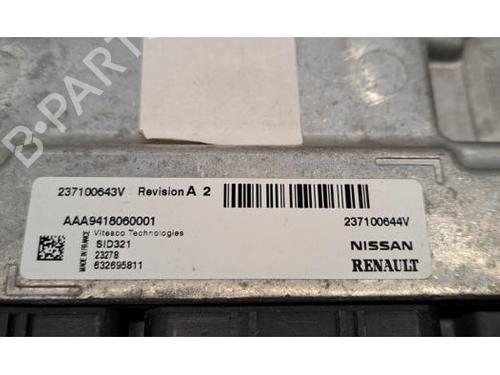 237100643V Revision A 2
AAA9418060001 237100644V
Vitesco Technologies
MADE IN FRANCE
SID321
23278
632695811
NISSAN
RENAULT
B-PARTS